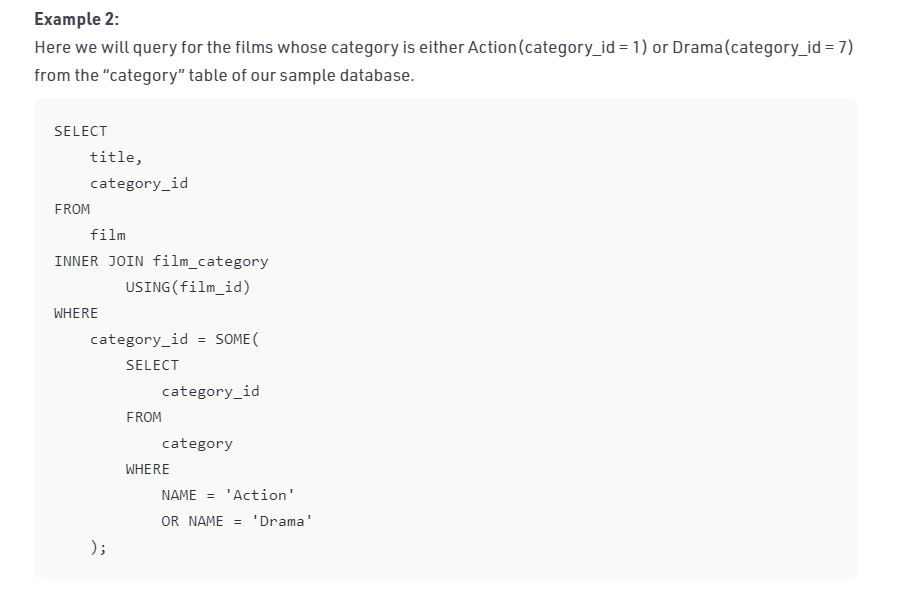 Example 2:
Here we will query for the films whose category is either Action(category_id = 1) or Drama(category_id = 7)
from the “category” table of our sample database.
SELECT
    title,
    category_id
FROM
    film
INNER JOIN film_category
        USING(film_id)
WHERE
    category_id = SOME(
        SELECT
            category_id
        FROM
            category
        WHERE
            NAME = 'Action'
            OR NAME = 'Drama'
    );